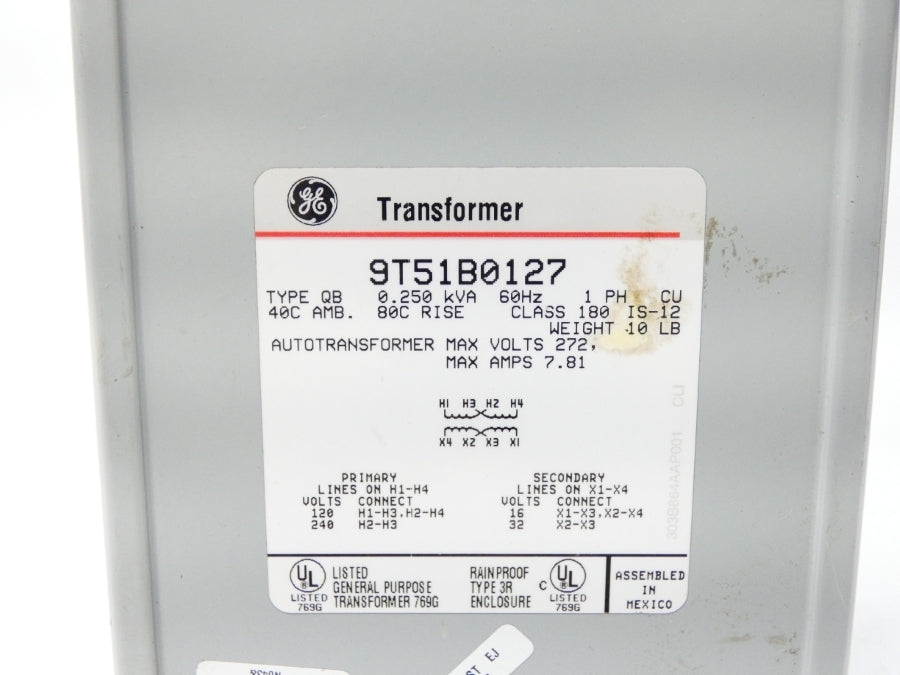 GE
Transformer
9T51B0127
TYPE QB 0.250 kVA 60Hz 1 PH CU
40C AMB. 80C RISE CLASS 180 IS-12
WEIGHT 10 LB
AUTOTRANSFORMER MAX VOLTS 272,
MAX AMPS 7.81
H1 H3 H2 H4
X4 X2 X3 X1
PRIMARY
LINES ON H1-H4
VOLTS CONNECT
120 H1-H3,H2-H4
240 H2-H3
SECONDARY
LINES ON X1-X4
VOLTS CONNECT
16 X1-X3,X2-X4
32 X2-X3
303B664AAP001 CLI
UL
®
LISTED
769G
LISTED
GENERAL PURPOSE
TRANSFORMER 769G
RAINPROOF
TYPE 3R
ENCLOSURE
C UL
®
LISTED
769G
ASSEMBLED
IN
MEXICO
ST EJ